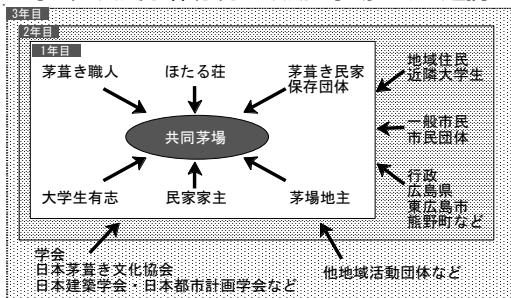 3年目
2年目
1年目
茅葺き職人
ほたる荘
茅葺き民家
保存団体
共同茅場
大学生有志
民家家主
茅場地主
地域住民
近隣大学生
一般市民
市民団体
行政
広島県
東広島市
熊野町など
学会
日本茅葺き文化協会
日本建築学会・日本都市計画学会など
他地域活動団体など